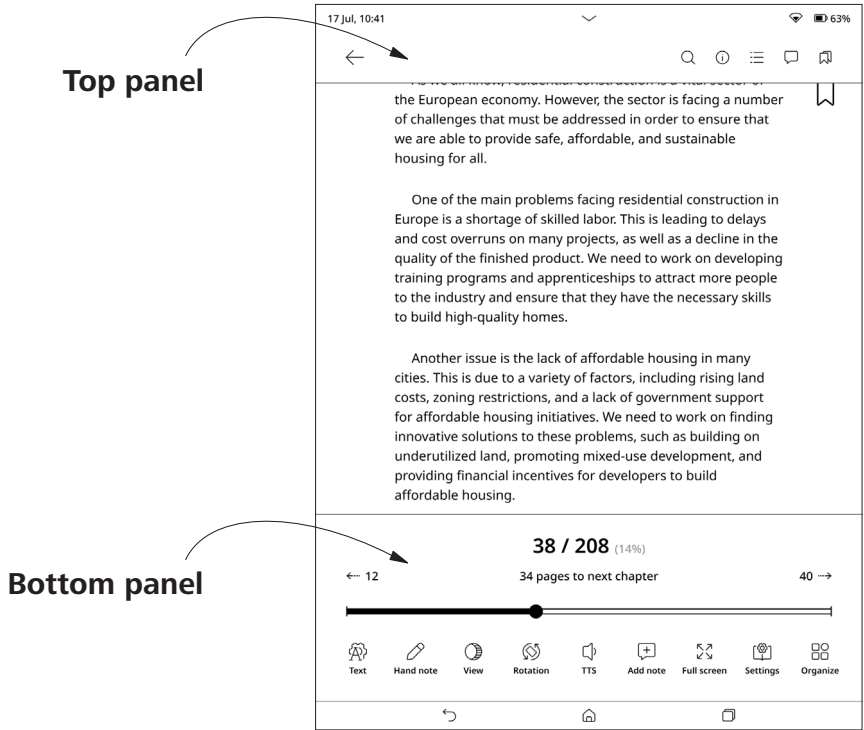 17 Jul, 10:41
63%
Top panel
As we all know, residential construction is a vital sector of
the European economy. However, the sector is facing a number
of challenges that must be addressed in order to ensure that
we are able to provide safe, affordable, and sustainable
housing for all.
One of the main problems facing residential construction in
Europe is a shortage of skilled labor. This is leading to delays
and cost overruns on many projects, as well as a decline in the
quality of the finished product. We need to work on developing
training programs and apprenticeships to attract more people
to the industry and ensure that they have the necessary skills
to build high-quality homes.
Another issue is the lack of affordable housing in many
cities. This is due to a variety of factors, including rising land
costs, zoning restrictions, and a lack of government support
for affordable housing initiatives. We need to work on finding
innovative solutions to these problems, such as building on
underutilized land, promoting mixed-use development, and
providing financial incentives for developers to build
affordable housing.
38 / 208 (14%)
Bottom panel
12 34 pages to next chapter 40
Text Hand note View Rotation TTS Add note Full screen Settings Organize